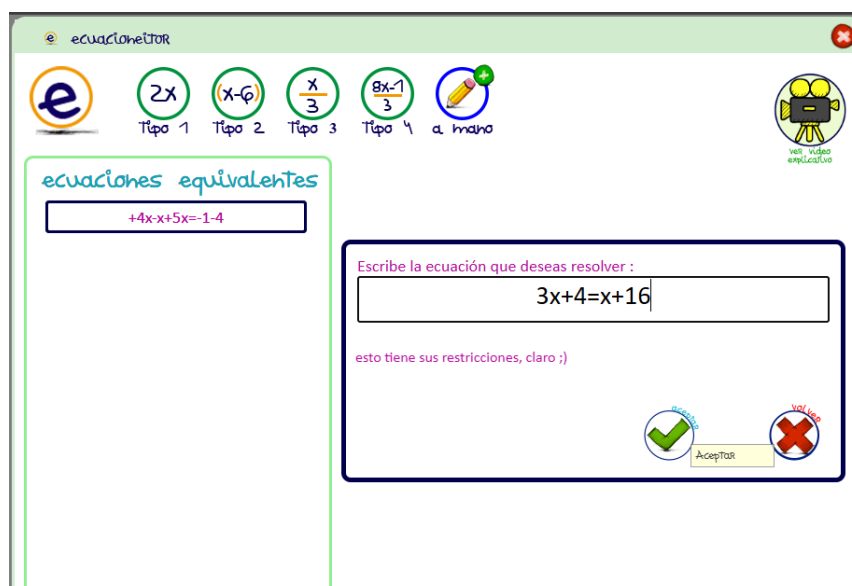 e ecuacioneitor
e
2x
(x-6)
x
3
8x-1
3
Tipo 1
Tipo 2
Tipo 3
Tipo 4
a mano
ver video
explicativo
ecuaciones equivalentes
+4x-x+5x=-1-4
Escribe la ecuación que deseas resolver :
3x+4=x+16
esto tiene sus restricciones, claro ;)
aceptar
volver
Aceptar